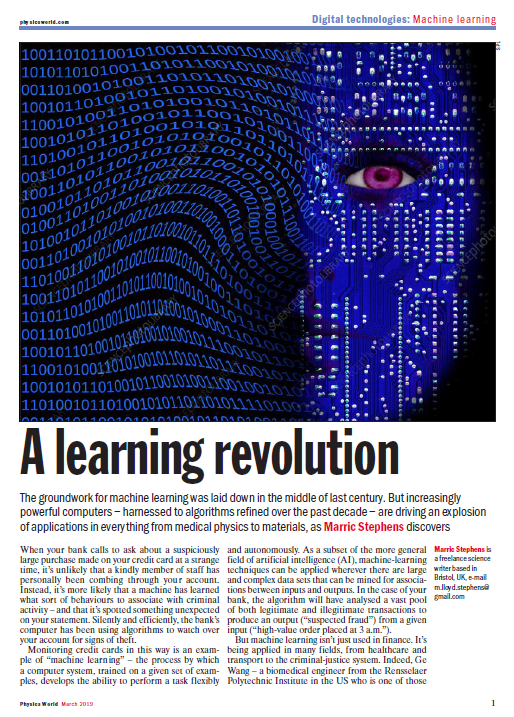 physicsworld.com
Digital technologies: Machine learning
A learning revolution
The groundwork for machine learning was laid down in the middle of last century. But increasingly
powerful computers – harnessed to algorithms refined over the past decade – are driving an explosion
of applications in everything from medical physics to materials, as Marric Stephens discovers
When your bank calls to ask about a suspiciously
large purchase made on your credit card at a strange
time, it's unlikely that a kindly member of staff has
personally been combing through your account.
Instead, it's more likely that a machine has learned
what sort of behaviours to associate with criminal
activity – and that it's spotted something unexpected
on your statement. Silently and efficiently, the bank's
computer has been using algorithms to watch over
your account for signs of theft.
Monitoring credit cards in this way is an exam-
ple of "machine learning" – the process by which
a computer system, trained on a given set of exam-
ples, develops the ability to perform a task flexibly
and autonomously. As a subset of the more general
field of artificial intelligence (AI), machine-learning
techniques can be applied wherever there are large
and complex data sets that can be mined for associa-
tions between inputs and outputs. In the case of your
bank, the algorithm will have analysed a vast pool
of both legitimate and illegitimate transactions to
produce an output ("suspected fraud") from a given
input ("high-value order placed at 3 a.m.").
But machine learning isn't just used in finance. It's
being applied in many fields, from healthcare and
transport to the criminal-justice system. Indeed, Ge
Wang – a biomedical engineer from the Rensselaer
Polytechnic Institute in the US who is one of those
Marric Stephens is
a freelance science
writer based in
Bristol, UK, e-mail
m.lloyd.stephens@
gmail.com
Physics World March 2019
1